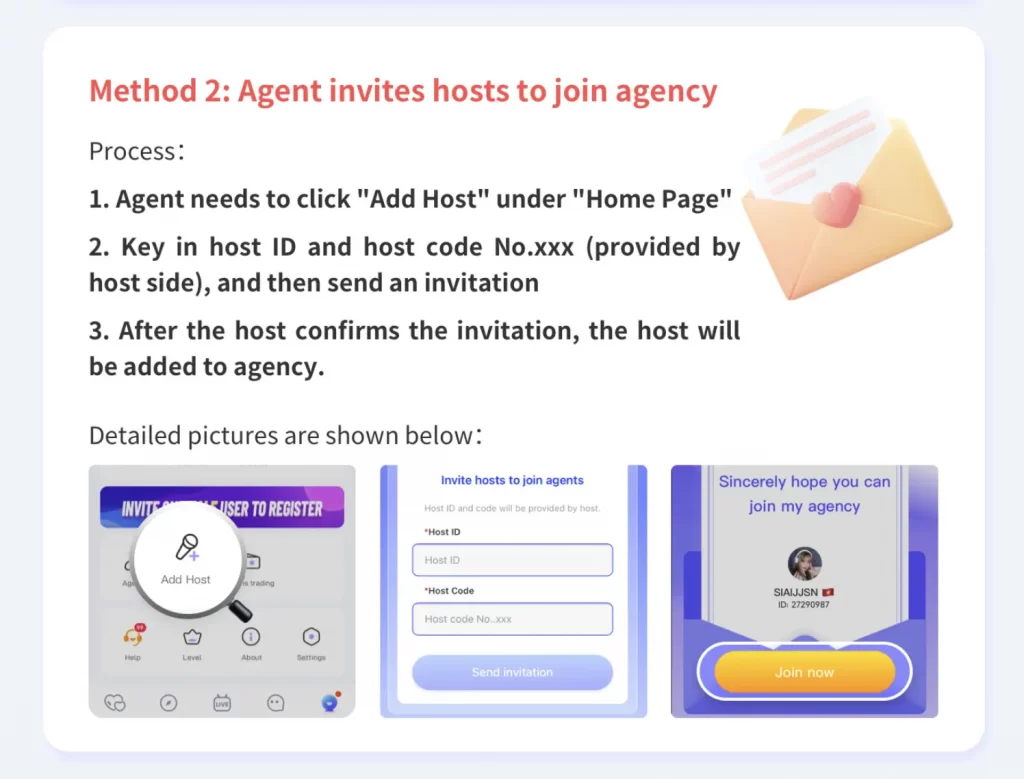 Method 2: Agent invites hosts to join agency
Process：
1. Agent needs to click "Add Host" under "Home Page"
2. Key in host ID and host code No.xxx (provided by
host side), and then send an invitation
3. After the host confirms the invitation, the host will
be added to agency.
Detailed pictures are shown below：
INVITE USER TO REGISTER
Add Host
trading
99
Help
Level
About
Settings
LIVE
Invite hosts to join agents
Host ID and code will be provided by host.
*Host ID
Host ID
*Host Code
Host code No..xxx
Send invitation
Sincerely hope you can
join my agency
SIAIJJSN
ID: 27290987
Join now